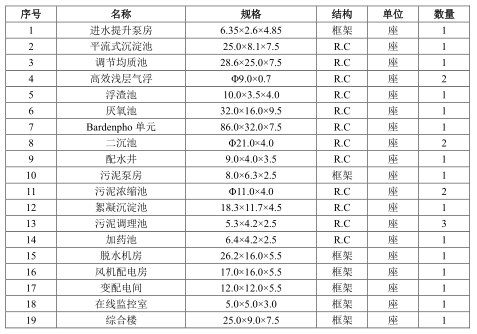 序号 名称 规格 结构 单位 数量
1 进水提升泵房 6.35×2.6×4.85 框架 座 1
2 平流式沉淀池 25.0×8.1×7.5 R.C 座 1
3 调节均质池 28.6×25.0×7.5 R.C 座 1
4 高效浅层气浮 Φ9.0×0.7 R.C 座 2
5 浮渣池 10.0×3.5×4.0 R.C 座 1
6 厌氧池 32.0×16.0×9.5 R.C 座 1
7 Bardenpho 单元 86.0×32.0×7.5 R.C 座 1
8 二沉池 Φ21.0×4.0 R.C 座 2
9 配水井 9.0×4.0×3.5 R.C 座 1
10 污泥泵房 8.0×6.3×2.5 框架 座 1
11 污泥浓缩池 Φ11.0×4.0 R.C 座 2
12 絮凝沉淀池 18.3×11.7×4.5 R.C 座 1
13 污泥调理池 5.3×4.2×2.5 R.C 座 3
14 加药池 6.4×4.2×2.5 R.C 座 1
15 脱水机房 26.2×16.0×5.5 框架 座 1
16 风机配电房 17.0×16.0×5.5 框架 座 1
17 变配电间 12.0×12.0×5.5 框架 座 1
18 在线监控室 5.0×5.0×3.0 框架 座 1
19 综合楼 25.0×9.0×7.5 框架 座 1